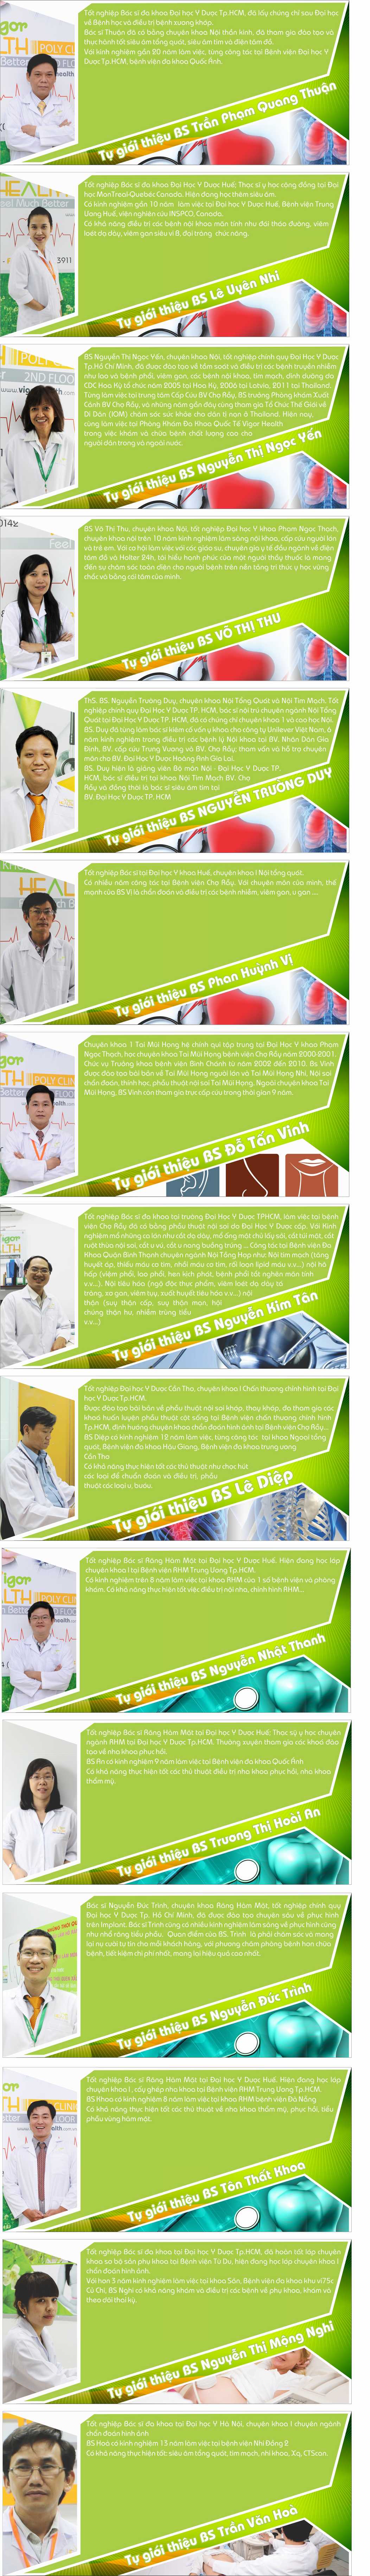 Tốt nghiệp Bác sĩ đa khoa Đại học Y Dược Tp.HCM, đã lấy chứng chỉ sau Đại học
về Bệnh học và điều trị bệnh xương khớp.
Bác sĩ Thuận đã có bằng chuyên khoa Nội thần kinh, đã tham gia đào tạo và
thực hành tốt siêu âm tổng quát, siêu âm tim và điện tâm đồ.
Với kinh nghiệm gần 20 năm làm việc, từng công tác tại Bệnh viện Đại học Y
Dược Tp.HCM, bệnh viện đa khoa Quốc Ánh.
Tự giới thiệu BS Trần Phạm Quang Thuận
Tốt nghiệp Bác sĩ đa khoa Đại Học Y Dược Huế; Thạc sĩ y học cộng đồng tại Đại
học MonTreal-Quebec Canada. Hiện đang học thêm siêu âm.
Có kinh nghiệm gần 10 năm làm việc tại Đại học Y Dược Huế, Bệnh viện Trung
Ương Huế, viện nghiên cứu INSPCO, Canada.
Có khả năng điều trị các bệnh nội khoa mãn tính như đái tháo đường, viêm
loét dạ dày, viêm gan siêu vi B, đại tràng chức năng.
3911
Tự giới thiệu BS Lê Uyên Nhi
BS Nguyễn Thị Ngọc Yến, chuyên khoa Nội, tốt nghiệp chính quy Đại Học Y Dược
Tp.Hồ Chí Minh, đã được đào tạo về tầm soát và điều trị các bệnh truyền nhiễm
như lao và bệnh phổi, viêm gan, các bệnh nội khoa, tim mạch, dinh dưỡng do
CDC Hoa Kỳ tổ chức năm 2005 tại Hoa Kỳ, 2006 tại Latvia, 2011 tại Thailand.
Từng làm việc tại trung tâm Cấp Cứu BV Chợ Rẫy, BS trưởng Phòng khám Xuất
Cảnh BV Chợ Rẫy, và những năm gần đây cùng tham gia Tổ Chức Thế Giới về
Di Dân (IOM) chăm sóc sức khỏe cho dân tị nạn ở Thailand. Hiện nay,
cùng làm việc tại Phòng Khám Đa Khoa Quốc Tế Vigor Health
trong việc khám và chữa bệnh chất lượng cao cho
người dân trong và ngoài nước.
2ND FLOO
Tự giới thiệu BS Nguyễn Thị Ngọc Yến
BS Võ Thị Thu, chuyên khoa Nội, tốt nghiệp Đại học Y khoa Phạm Ngọc Thạch,
chuyên khoa nội trên 10 năm kinh nghiệm lâm sàng nội khoa, cấp cứu người lớn
và trẻ em. Với cơ hội làm việc với các giáo sư, chuyên gia y tế đầu ngành về điện
tâm đồ và Holter 24h, tôi hiểu hạnh phúc của một người thầy thuốc là mang
đến sự chăm sóc toàn diện cho người bệnh trên nền tảng tri thức y học vững
chắc và bằng cái tâm của mình.
Tự giới thiệu BS VÕ THỊ THU
ThS. BS. Nguyễn Trường Duy, chuyên khoa Nội Tổng Quát và Nội Tim Mạch. Tốt
nghiệp chính quy Đại Học Y Dược TP. HCM, bác sĩ nội trú chuyên ngành Nội Tổng
Quát tại Đại Học Y Dược TP. HCM, đã có chứng chỉ chuyên khoa 1 và cao học Nội.
BS. Duy đã từng làm bác sĩ kiêm cố vấn y khoa cho công ty Unilever Việt Nam, 6
năm kinh nghiệm trong điều trị các bệnh lý Nội khoa tại BV. Nhân Dân Gia
Định, BV. cấp cứu Trưng Vương và BV. Chợ Rẫy; tham vấn và hỗ trợ chuyên
môn cho BV. Đại Học Y Dược Hoàng Anh Gia Lai.
BS. Duy hiện là giảng viên Bộ môn Nội - Đại Học Y Dược TP.
HCM, bác sĩ điều trị tại khoa Nội Tim Mạch BV. Chợ
Rẫy và đồng thời là bác sĩ siêu âm tim tại
BV. Đại Học Y Dược TP. HCM
Tự giới thiệu BS NGUYỄN TRƯỜNG DUY
Tốt nghiệp Bác sĩ tại Đại học Y khoa Huế, chuyên khoa I Nội tổng quát.
Có nhiều năm công tác tại Bệnh viện Chợ Rẫy. Với chuyên môn của mình, thế
mạnh của BS Vị là chẩn đoán và điều trị các bệnh nhiễm, viêm gan, u gan ....
Tự giới thiệu BS Phan Huỳnh Vị
Chuyên khoa 1 Tai Mũi Họng hệ chính qui tập trung tại Đại Học Y khoa Phạm
Ngọc Thạch, học chuyên khoa Tai Mũi Họng bệnh viện Chợ Rẫy năm 2000-2001.
Chức vụ Trưởng khoa bệnh viện Bình Chánh từ năm 2002 đến 2010. Bs Vinh
được đào tạo bài bản về Tai Mũi Họng người lớn và Tai Mũi Họng Nhi, Nội soi
chẩn đoán, thính học, phẫu thuật nội soi Tai Mũi Họng. Ngoài chuyên khoa Tai
Mũi Họng, BS Vinh còn tham gia trực cấp cứu trong thời gian 9 năm.
Tự giới thiệu BS Đỗ Tấn Vinh
Tốt nghiệp Bác sĩ đa khoa tại trường Đại Học Y Dược TPHCM, làm việc tại bệnh
viện Chợ Rẫy đã có bằng phẫu thuật nội soi do Đại Học Y Dược cấp. Với Kinh
nghiệm mổ nhũng ca khó như cắt dạ dày, mổ ống mật chủ lấy sỏi, cắt túi mật, cắt
ruột thừa nội soi, cắt u vú, cắt u nang buồng trứng ... Công tác tại Bệnh viện Đa
Khoa Quận Bình Thạnh chuyên ngành Nội Tổng Hợp như Nội tim mạch (tăng
huyết áp, thiếu máu cơ tim, nhồi máu cơ tim, rối loạn lipid máu v.v...) nội hô
hấp (viêm phổi, lao phổi, hen kịch phát, bệnh phổi tắt nghẽn mãn tính
v.v...). Nội tiêu hóa (ngộ độc thực phẩm, viêm loét dạ dày tá
tràng, xơ gan, viêm tụy, xuất huyết tiêu hóa v.v...) nội
thận (suy thận cấp, suy thận mạn, hội
chứng thận hư, nhiễm trùng tiểu
v.v...)
Tự giới thiệu BS Nguyễn Kim Tân
Tốt nghiệp Đại học Y Dược Cần Thơ, chuyên khoa I Chấn thương chỉnh hình tại Đại
học Y Dược Tp.HCM.
Được đào tạo bài bản về phẫu thuật nội soi khớp, thay khớp, đã tham gia các
khoá huấn luyện phẫu thuật cột sống tại Bệnh viện chấn thương chỉnh hình
Tp.HCM, định hướng chuyên khoa chẩn đoán hình ảnh tại Bệnh viện Chợ Rẫy...
BS Diệp có kinh nghiệm 12 năm làm việc, từng công tác tại khoa Ngoại tổng
quát, Bệnh viện đa khoa Hậu Giang, Bệnh viện đa khoa trung ương
Cần Thơ
Có khả năng thực hiện tốt các thủ thuật như chọc hút
các loại để chuẩn đoán và điều trị, phẫu
thuật các loại u, bướu.
Tự giới thiệu BS Lê Diệp
Tốt nghiệp Bác sĩ Răng Hàm Mặt tại Đại học Y Dược Huế. Hiện đang học lớp
chuyên khoa I tại Bệnh viện RHM Trung Ương Tp.HCM.
Có kinh nghiệm trên 8 năm làm việc tại khoa RHM của 1 số bệnh viện và phòng
khám. Có khả năng thực hiện tốt việc điều trị nội nha, chỉnh hình RHM...
Tự giới thiệu BS Nguyễn Nhật Thanh
Tốt nghiệp Bác sĩ Răng Hàm Mặt tại Đại học Y Dược Huế; Thạc sỹ y học chuyên
ngành RHM tại Đại học Y Dược Tp.HCM. Thường xuyên tham gia các khoá đào
tạo về nha khoa phục hồi.
BS An có kinh nghiệm 9 năm làm việc tại Bệnh viện đa khoa Quốc Ánh
Có khả năng thực hiện tốt các thủ thuật điều trị nha khoa phục hồi, nha khoa
thẩm mỹ.
Tự giới thiệu BS Trương Thị Hoài An
Bác sĩ Nguyễn Đức Trình, chuyên khoa Răng Hàm Mặt, tốt nghiệp chính quy
Đại học Y Dược Tp. Hồ Chí Minh, đã được đào tạo chuyên sâu về phục hình
trên Implant. Bác sĩ Trình cũng có nhiều kinh nghiệm lâm sàng về phục hình cũng
như nhổ răng tiểu phẫu. Quan điểm của BS. Trình là phải chăm sóc và mang
lại nụ cười tự tin cho mỗi khách hàng, với phương châm phòng bệnh hơn chữa
bệnh, tiết kiệm chi phí nhất, mang lại hiệu quả cao nhất.
Tự giới thiệu BS Nguyễn Đức Trình
Tốt nghiệp Bác sĩ Răng Hàm Mặt tại Đại học Y Dược Huế. Hiện đang học lớp
chuyên khoa I, cấy ghép nha khoa tại Bệnh viện RHM Trung Ương Tp.HCM.
BS Khoa có kinh nghiệm 8 năm làm việc tại khoa RHM bệnh viện Đà Nẵng
Có khả năng thực hiện tốt các thủ thuật về nha khoa thẩm mỹ, phục hồi, tiểu
phẫu vùng hàm mặt.
Tự giới thiệu BS Tôn Thất Khoa
Tốt nghiệp Bác sĩ đa khoa tại Đại học Y Dược Tp.HCM, đã hoàn tất lớp chuyên
khoa sơ bộ sản phụ khoa tại Bệnh viện Từ Dũ, hiện đang học lớp chuyên khoa I
chẩn đoán hình ảnh.
Với hơn 3 năm kinh nghiệm làm việc tại khoa Sản, Bệnh viện đa khoa khu vực
Củ Chi, BS Nghi có khả năng khám và điều trị các bệnh về phụ khoa, khám và
theo dõi thai kỳ.
Tự giới thiệu BS Nguyễn Thị Mộng Nghi
Tốt nghiệp Bác sĩ đa khoa tại Đại học Y Hà Nội, chuyên khoa I chuyên ngành
chẩn đoán hình ảnh
BS Hoà có kinh nghiệm 13 năm làm việc tại bệnh viện Nhi Đồng 2
Có khả năng thực hiện tốt: siêu âm tổng quát, tim mạch, nhi khoa, Xq, CTScan.
Tự giới thiệu BS Trần Văn Hoà